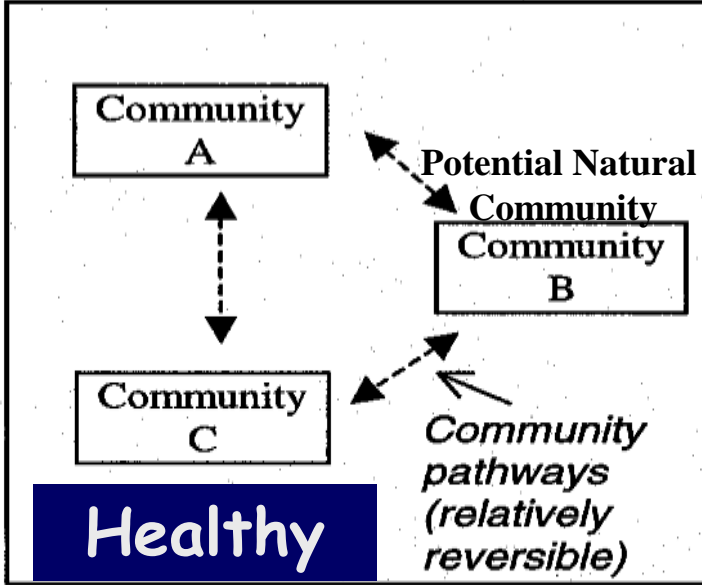 Community
A
Potential Natural
Community
Community
B
Community
C
Community
pathways
(relatively
reversible)
Healthy